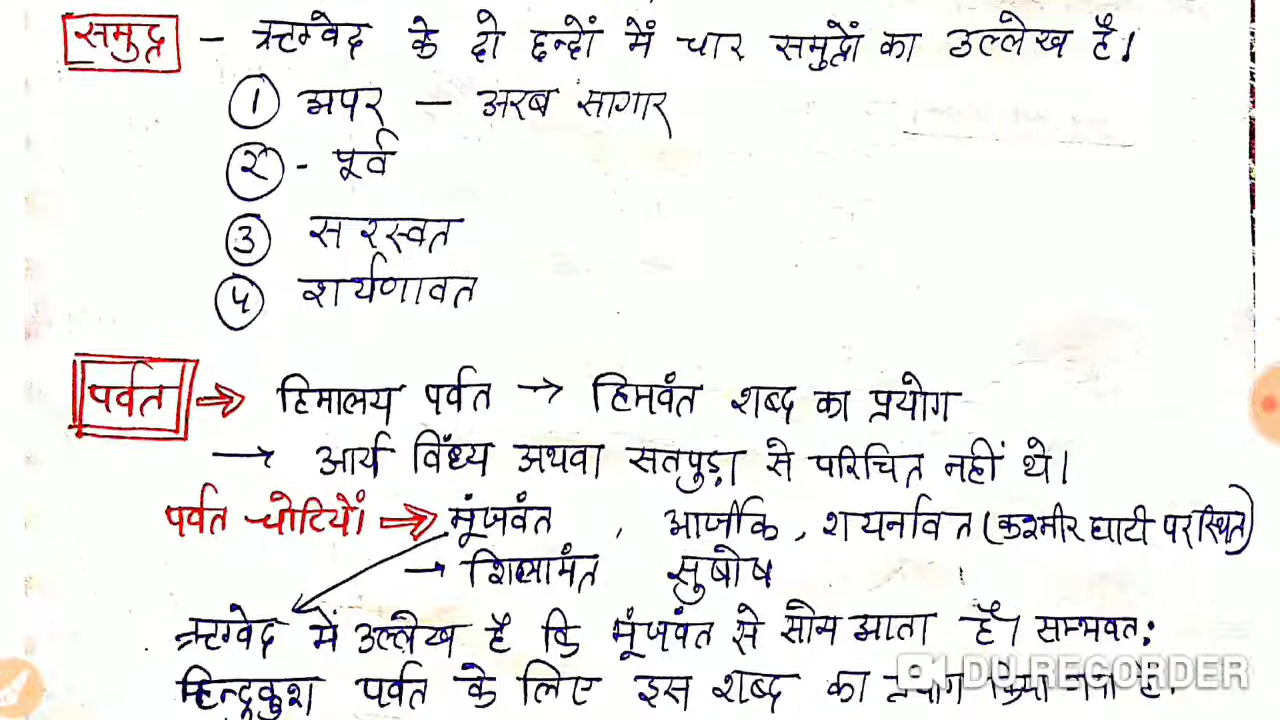 समुद्र - ऋग्वेद के दो छन्दों में चार समुद्रों का उल्लेख है।
① अपर - अरब सागार
② - पूर्व
③ सरस्वत
④ शर्यणावत
पर्वत ⇒ हिमालय पर्वत → हिमवंत शब्द का प्रयोग
→ आर्य विंध्य अथवा सतपुड़ा से परिचित नहीं थे।
पर्वत चोटियों ⇒ मूंजवंत , आर्जीक , शयनवित (कश्मीर घाटी पर स्थित)
→ शिलामंत सुषोष
ऋग्वेद में उल्लेख है कि मूंजवंत से सोम आता है। सम्भवतः
हिन्दूकुश पर्वत के लिए इस शब्द का प्रयोग किया गया है।
DU RECORDER